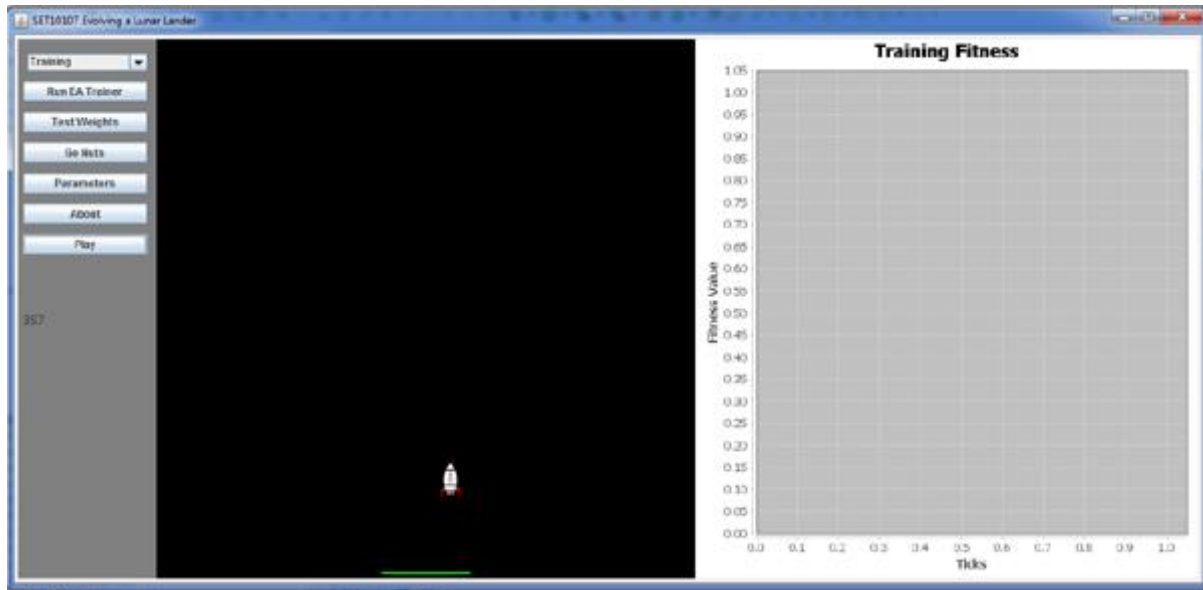 SET10107 Evolving a Lunar Lander
Training
Run EA Trainer
Test Weights
Go Nuts
Parameters
About
Play
357
Training Fitness
1.05
1.00
0.95
0.90
0.85
0.80
0.75
0.70
0.65
0.60
0.55
0.50
0.45
0.40
0.35
0.30
0.25
0.20
0.15
0.10
0.05
0.00
Fitness Value
0.0 0.1 0.2 0.3 0.4 0.5 0.6 0.7 0.8 0.9 1.0
Ticks